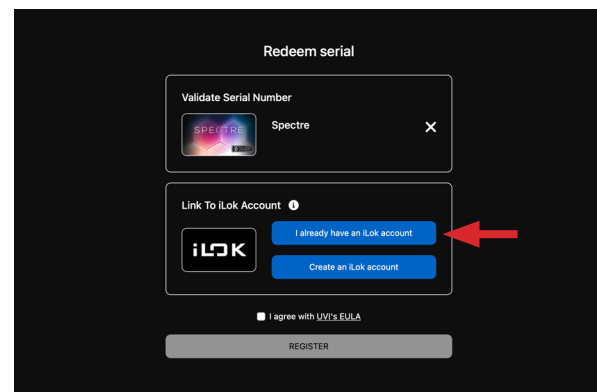 Redeem serial
Validate Serial Number
SPECTRE
Spectre
Link To iLok Account
iLOK
I already have an iLok account
Create an iLok account
I agree with UVI's EULA
REGISTER